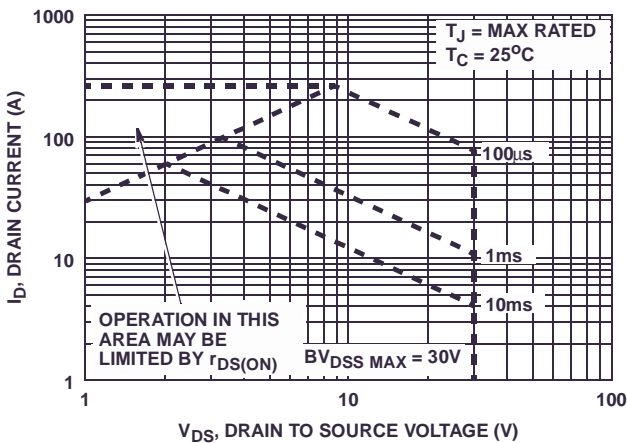 1000
100
10
1
I_D, DRAIN CURRENT (A)
T_J = MAX RATED
T_C = 25°C
100µs
1ms
10ms
OPERATION IN THIS
AREA MAY BE
LIMITED BY r_DS(ON)
BV_DSS MAX = 30V
1
10
100
V_DS, DRAIN TO SOURCE VOLTAGE (V)